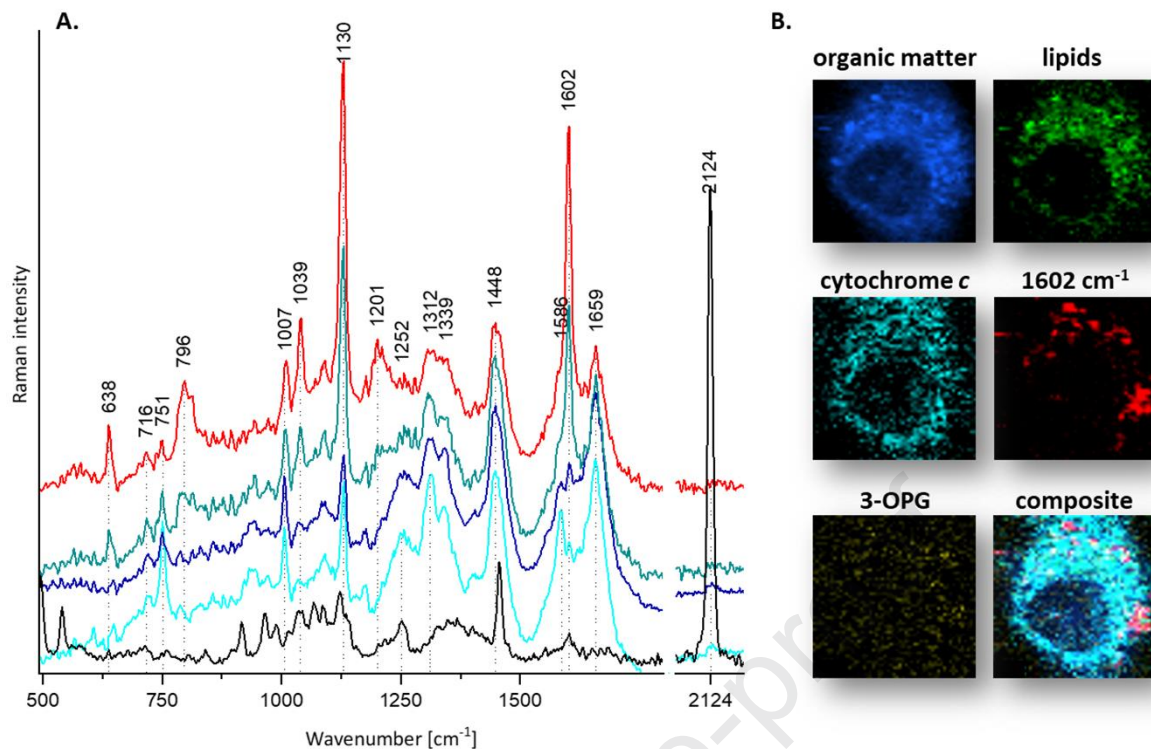 A.
1130
1602
2124
638
716
751
796
1007
1039
1201
1252
1312
1339
1448
1586
1659
Raman intensity
500
750
1000
1250
1500
2124
Wavenumber [cm⁻¹]
B.
organic matter
lipids
cytochrome c
1602 cm⁻¹
3-OPG
composite